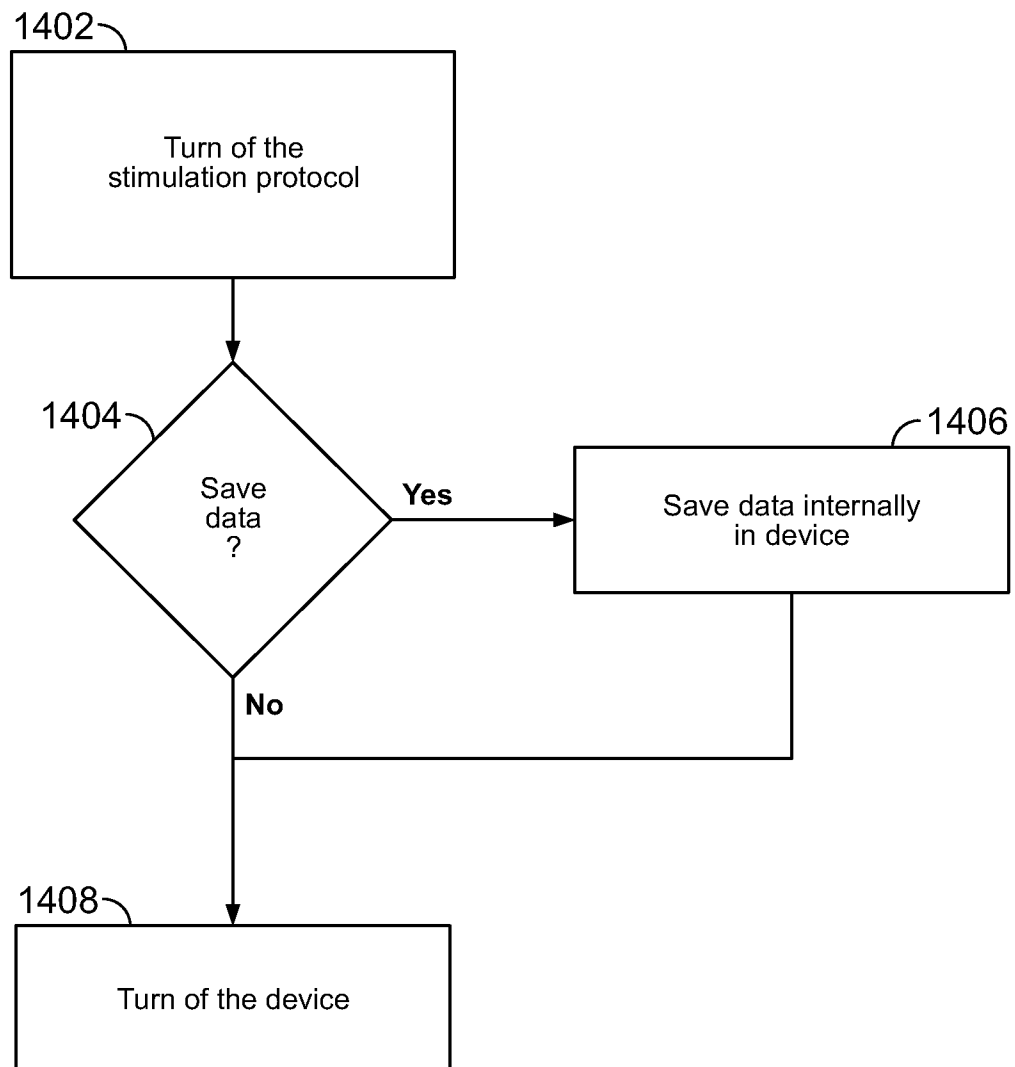 1402
Turn of the
stimulation protocol
1404
Save
data
?
Yes
1406
Save data internally
in device
No
1408
Turn of the device